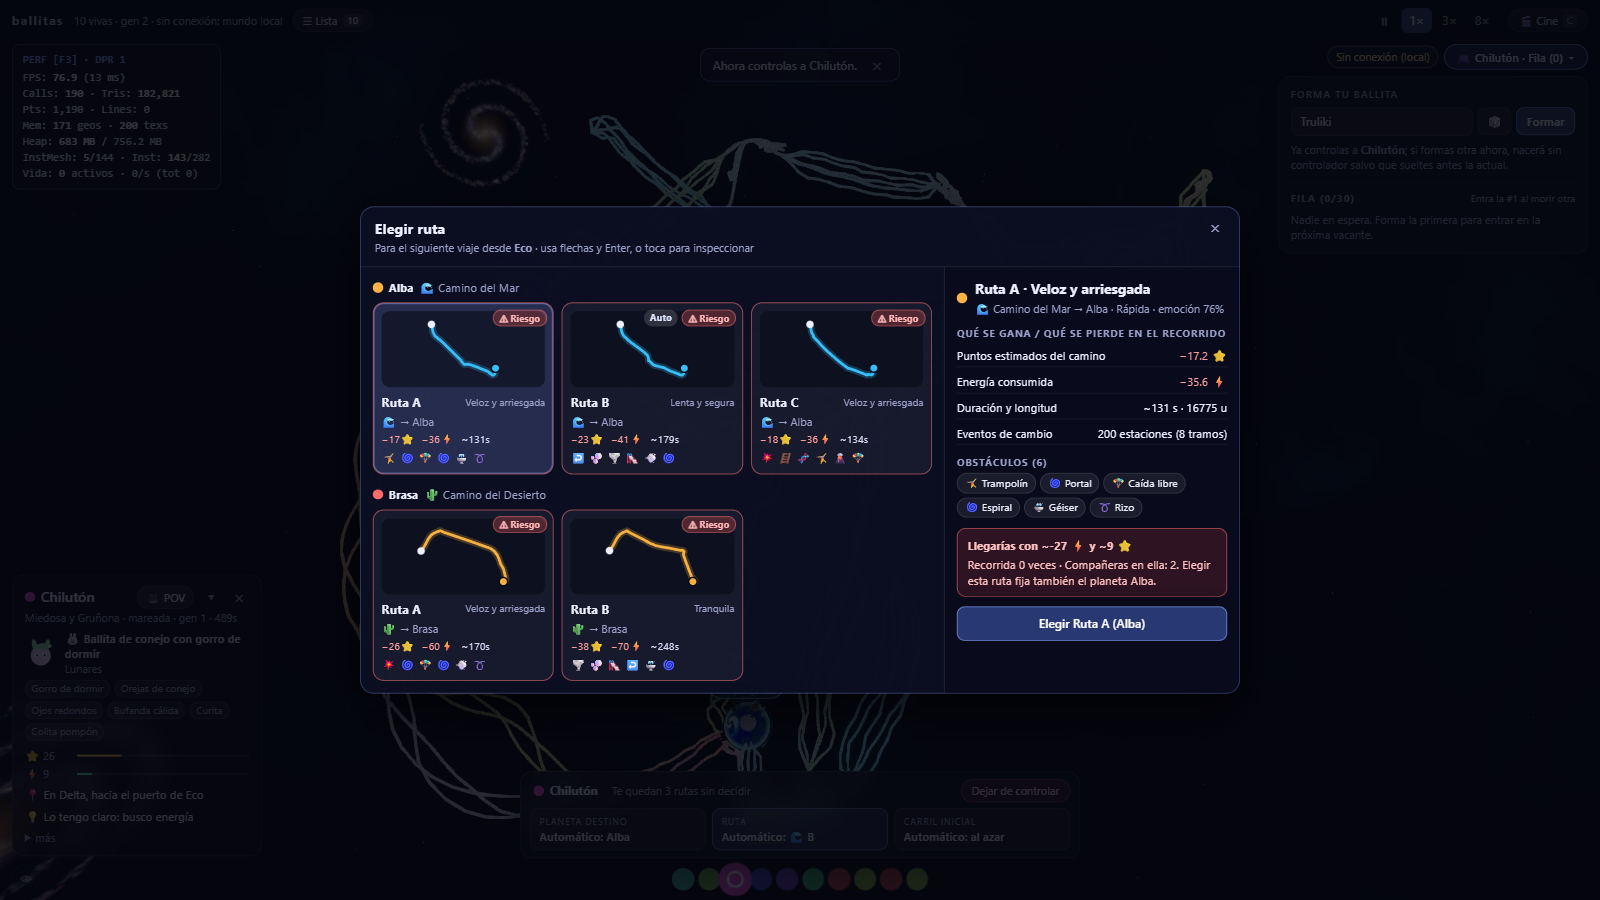 ballitas
10 vivas · gen 2 · sin conexión: mundo local
☰ Lista 10
1×
3×
8×
Cine C
PERF [F3] · DPR 1
FPS: 76.9 (13 ms)
Calls: 190 · Tris: 182,821
Pts: 1,190 · Lines: 0
Mem: 171 geos · 200 texs
Heap: 683 MB / 756.2 MB
InstMesh: 5/144 · Inst: 143/282
Vida: 0 activos · 0/s (tot 0)
Ahora controlas a Chilutón. ×
Sin conexión (local)
Chilutón · Fila (0)
FORMA TU BALLITA
Truliki
Formar
Ya controlas a Chilutón; si formas otra ahora, nacerá sin
controlador salvo que sueltes antes la actual.
FILA (0/30)
Entra la #1 al morir otra
Nadie en espera. Forma la primera para entrar en la
próxima vacante.
Elegir ruta
Para el siguiente viaje desde Eco · usa flechas y Enter, o toca para inspeccionar
Alba Camino del Mar
Riesgo
Ruta A
Veloz y arriesgada
→ Alba
−17 −36 ~131s
Auto
Riesgo
Ruta B
Lenta y segura
→ Alba
−23 −41 ~179s
Riesgo
Ruta C
Veloz y arriesgada
→ Alba
−18 −36 ~134s
Brasa Camino del Desierto
Riesgo
Ruta A
Veloz y arriesgada
→ Brasa
−26 −60 ~170s
Riesgo
Ruta B
Tranquila
→ Brasa
−38 −70 ~248s
Ruta A · Veloz y arriesgada
Camino del Mar → Alba · Rápida · emoción 76%
QUÉ SE GANA / QUÉ SE PIERDE EN EL RECORRIDO
Puntos estimados del camino −17.2
Energía consumida −35.6
Duración y longitud ~131 s · 16775 u
Eventos de cambio 200 estaciones (8 tramos)
OBSTÁCULOS (6)
Trampolín
Portal
Caída libre
Espiral
Géiser
Rizo
Llegarías con ~-27 y ~9
Recorrida 0 veces · Compañeras en ella: 2. Elegir
esta ruta fija también el planeta Alba.
Elegir Ruta A (Alba)
Chilutón
POV
Miedosa y Gruñona · mareada · gen 1 · 489s
Ballita de conejo con gorro de
dormir
Lunares
Gorro de dormir
Orejas de conejo
Ojos redondos
Bufanda cálida
Curita
Colita pompón
26
9
En Delta, hacia el puerto de Eco
Lo tengo claro: busco energía
más
Chilutón
Te quedan 3 rutas sin decidir
Dejar de controlar
PLANETA DESTINO
Automático: Alba
RUTA
Automático: B
CARRIL INICIAL
Automático: al azar